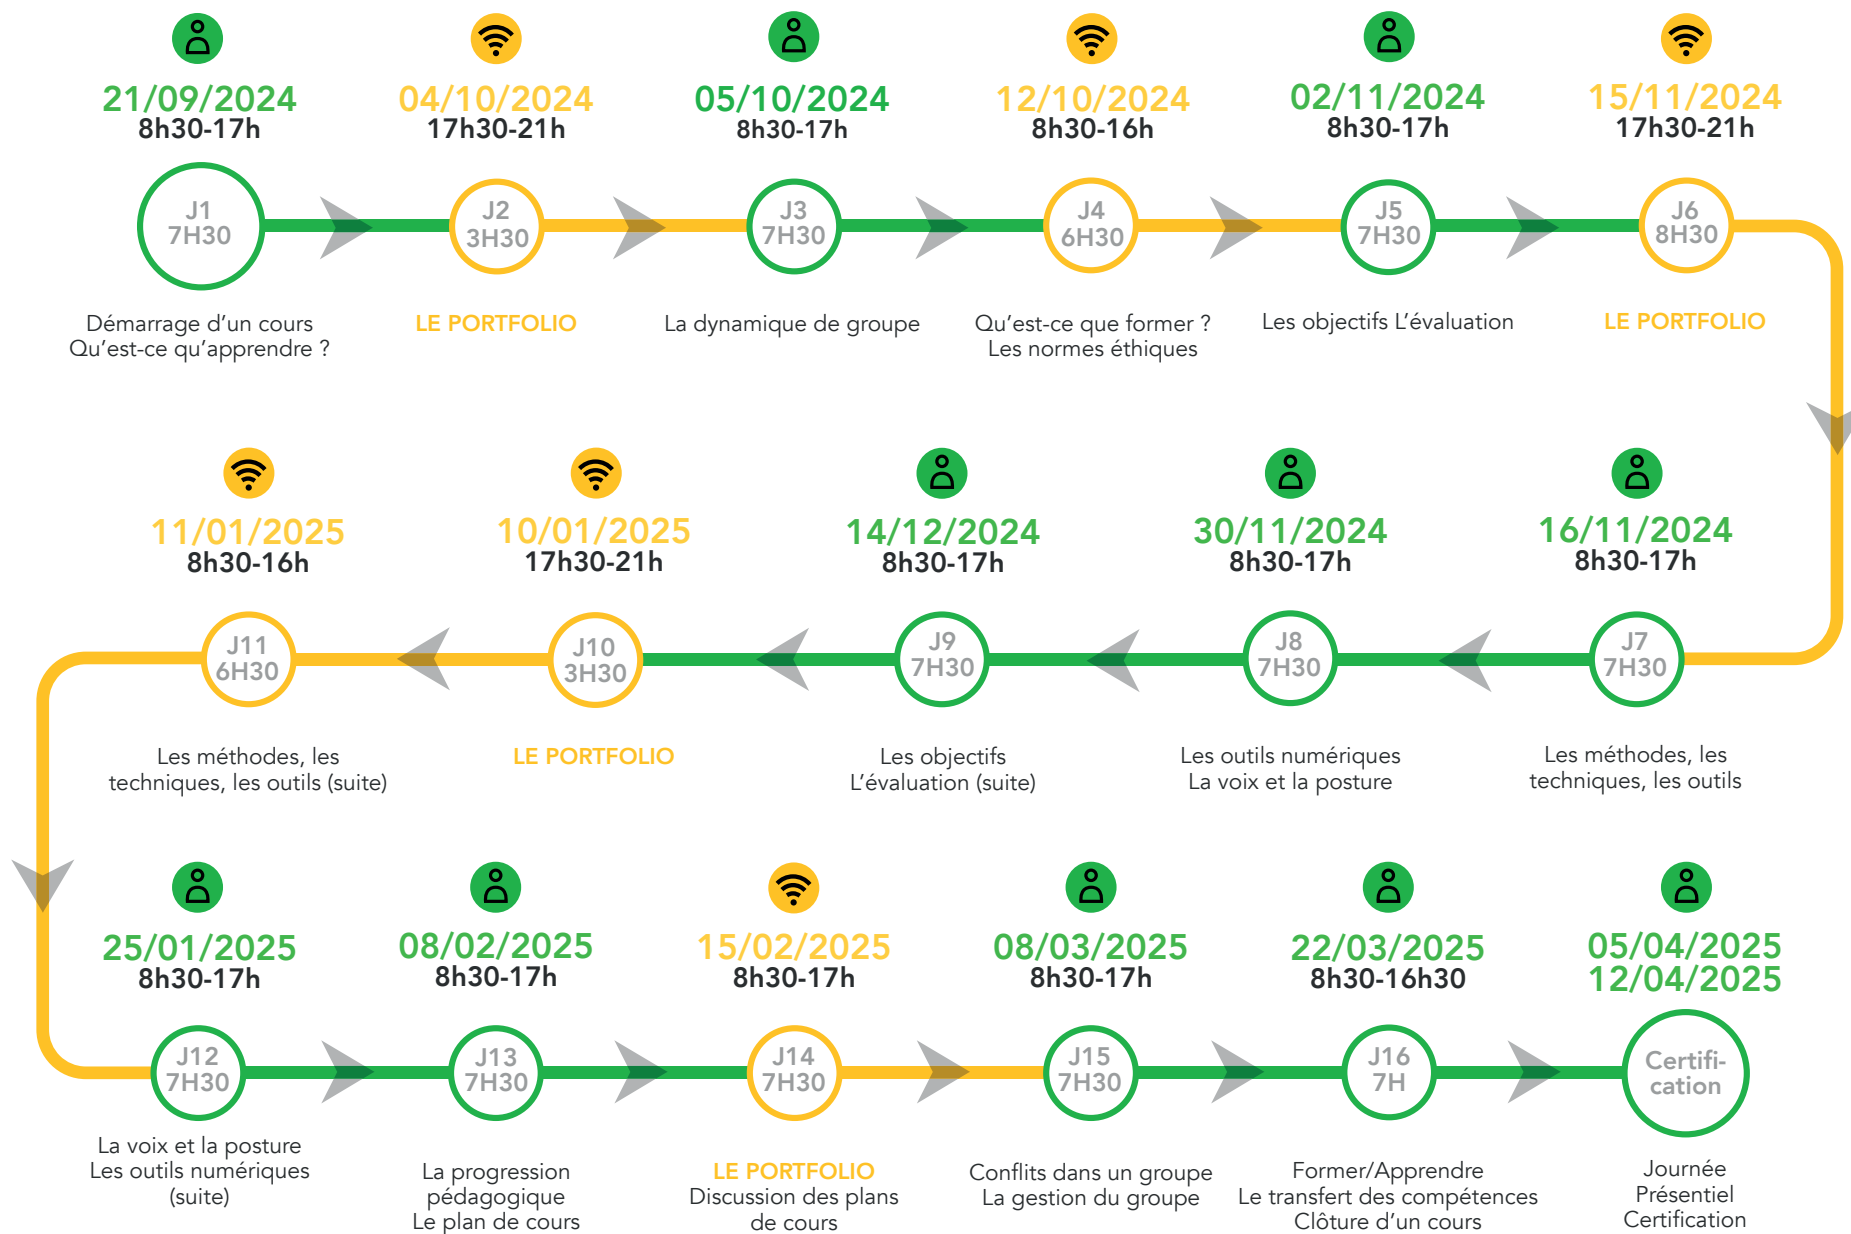 21/09/2024
8h30-17h
J1
7H30
Démarrage d’un cours
Qu’est-ce qu’apprendre ?
04/10/2024
17h30-21h
J2
3H30
LE PORTFOLIO
05/10/2024
8h30-17h
J3
7H30
La dynamique de groupe
12/10/2024
8h30-16h
J4
6H30
Qu’est-ce que former ?
Les normes éthiques
02/11/2024
8h30-17h
J5
7H30
Les objectifs L’évaluation
15/11/2024
17h30-21h
J6
8H30
LE PORTFOLIO
16/11/2024
8h30-17h
J7
7H30
Les méthodes, les
techniques, les outils
30/11/2024
8h30-17h
J8
7H30
Les outils numériques
La voix et la posture
14/12/2024
8h30-17h
J9
7H30
Les objectifs
L’évaluation (suite)
10/01/2025
17h30-21h
J10
3H30
LE PORTFOLIO
11/01/2025
8h30-16h
J11
6H30
Les méthodes, les
techniques, les outils (suite)
25/01/2025
8h30-17h
J12
7H30
La voix et la posture
Les outils numériques
(suite)
08/02/2025
8h30-17h
J13
7H30
La progression
pédagogique
Le plan de cours
15/02/2025
8h30-17h
J14
7H30
LE PORTFOLIO
Discussion des plans
de cours
08/03/2025
8h30-17h
J15
7H30
Conflits dans un groupe
La gestion du groupe
22/03/2025
8h30-16h30
J16
7H
Former/Apprendre
Le transfert des compétences
Clôture d’un cours
05/04/2025
12/04/2025
Certifi-
cation
Journée
Présentiel
Certification